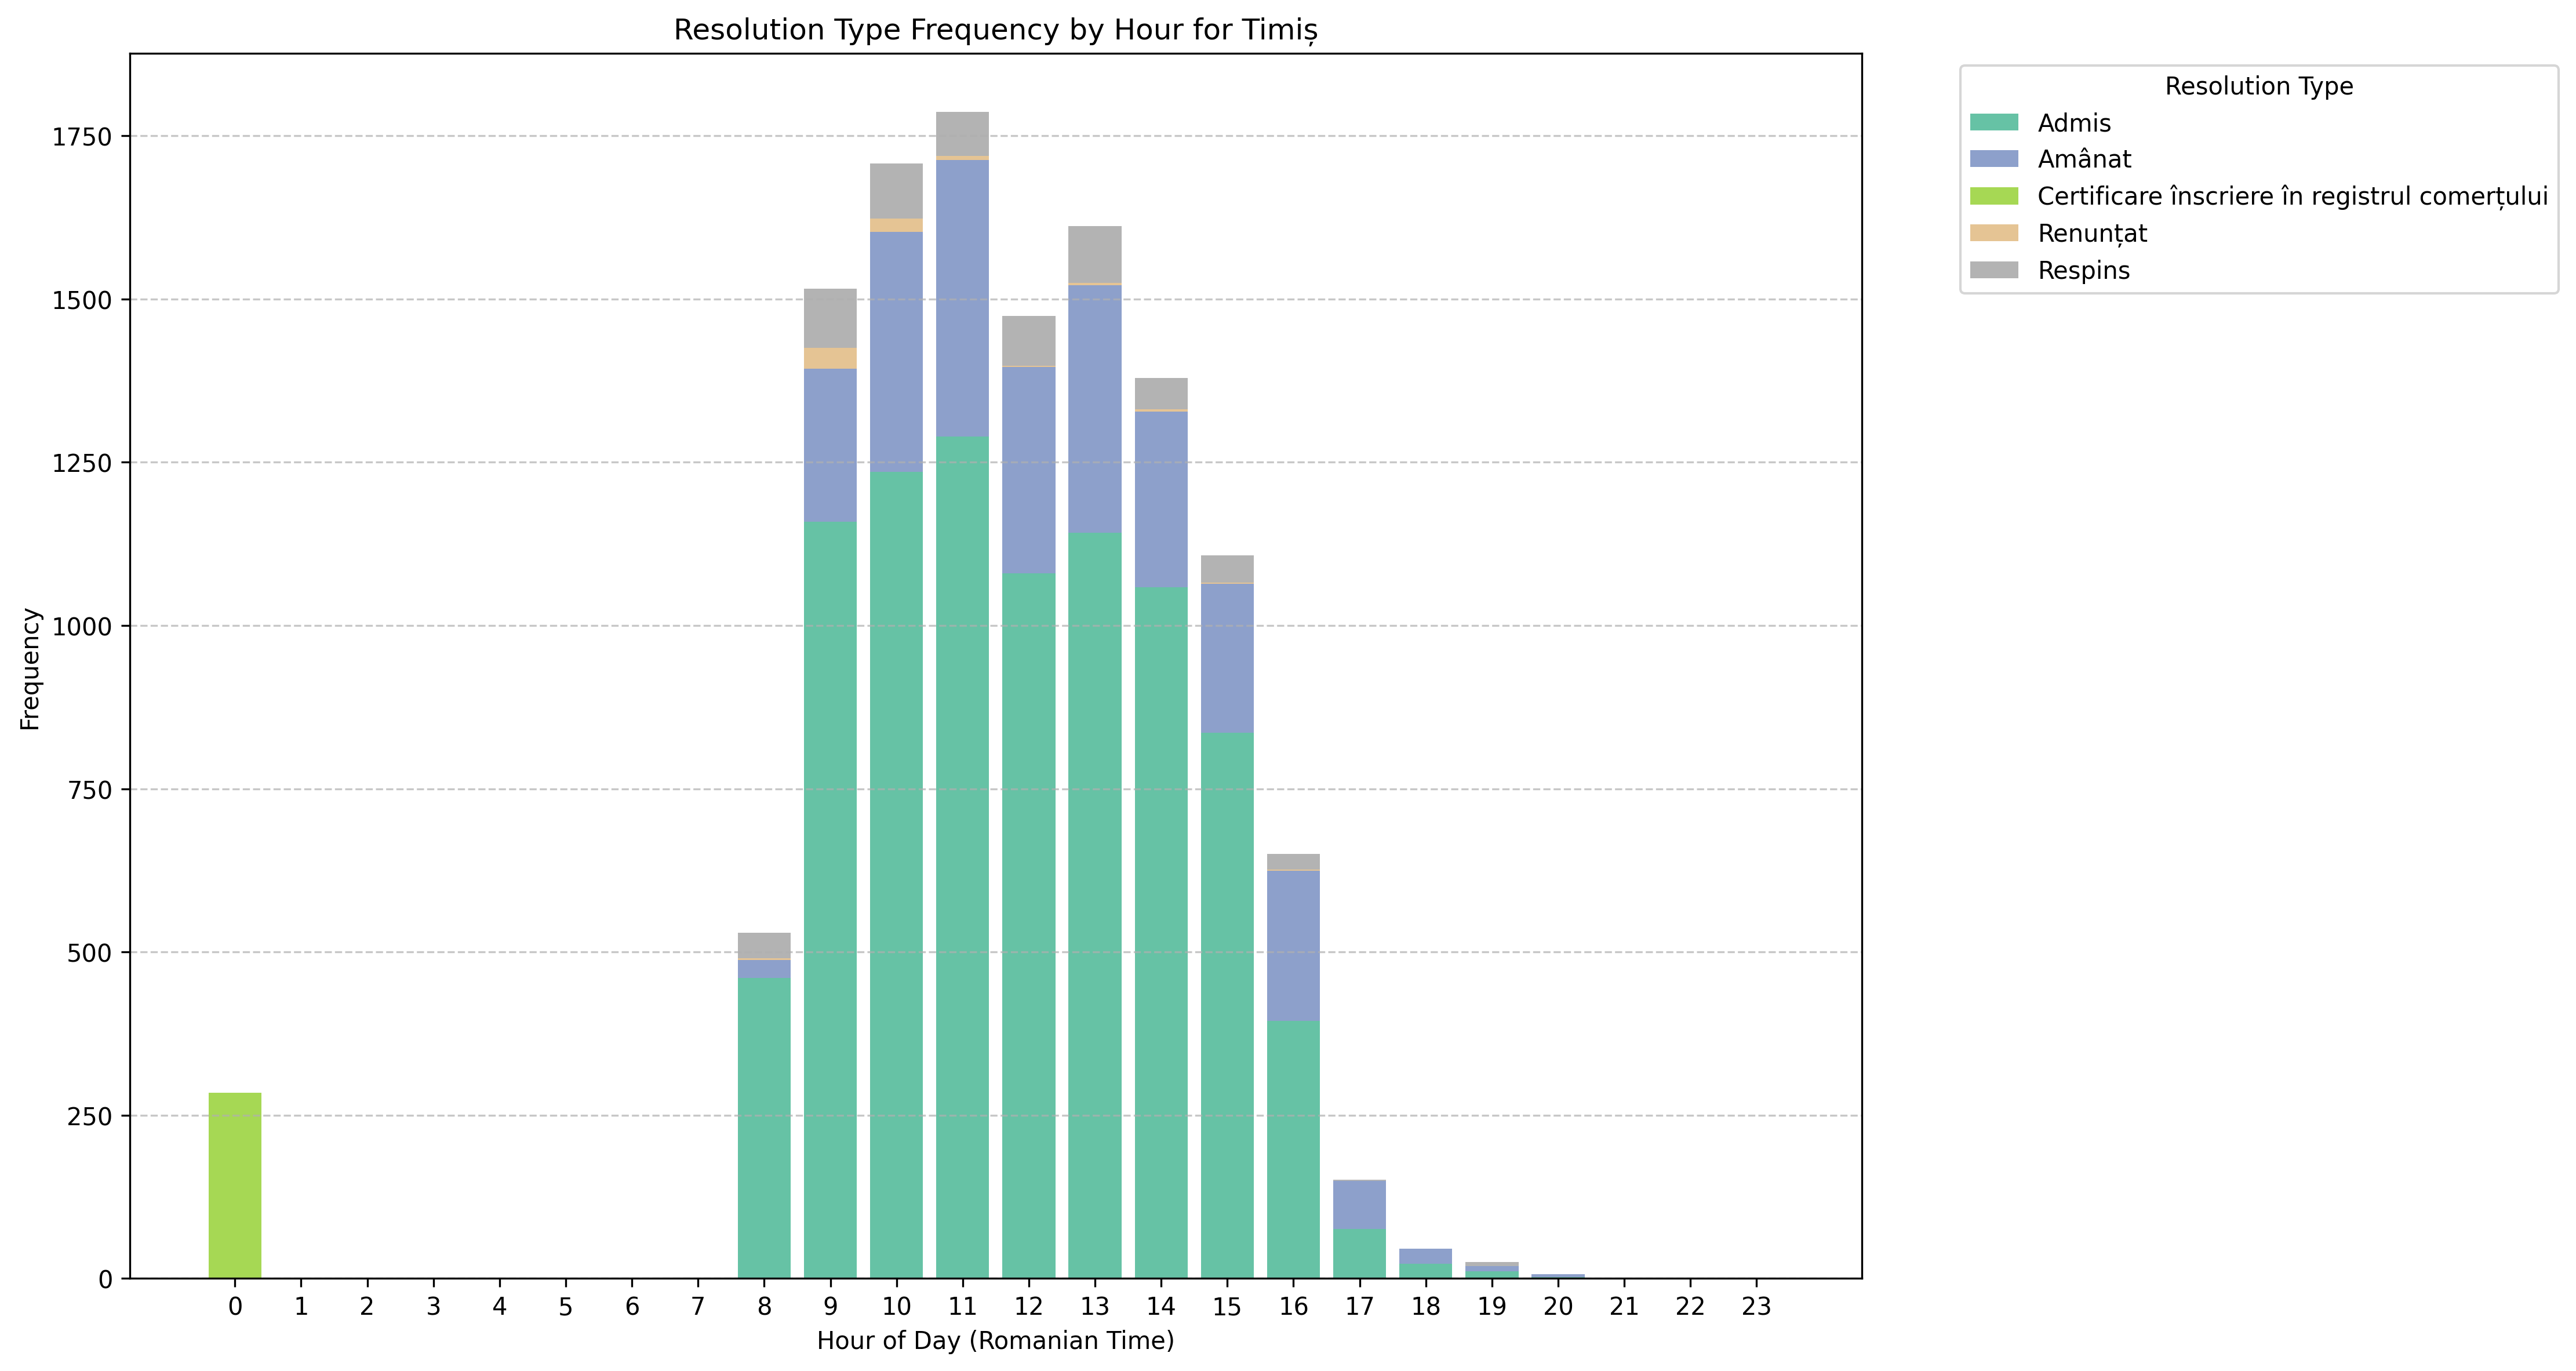 Resolution Type Frequency by Hour for Timiș
Resolution Type
Admis
Amânat
Certificare înscriere în registrul comerțului
Renunțat
Respins
Frequency
1750
1500
1250
1000
750
500
250
0
0 1 2 3 4 5 6 7 8 9 10 11 12 13 14 15 16 17 18 19 20 21 22 23
Hour of Day (Romanian Time)